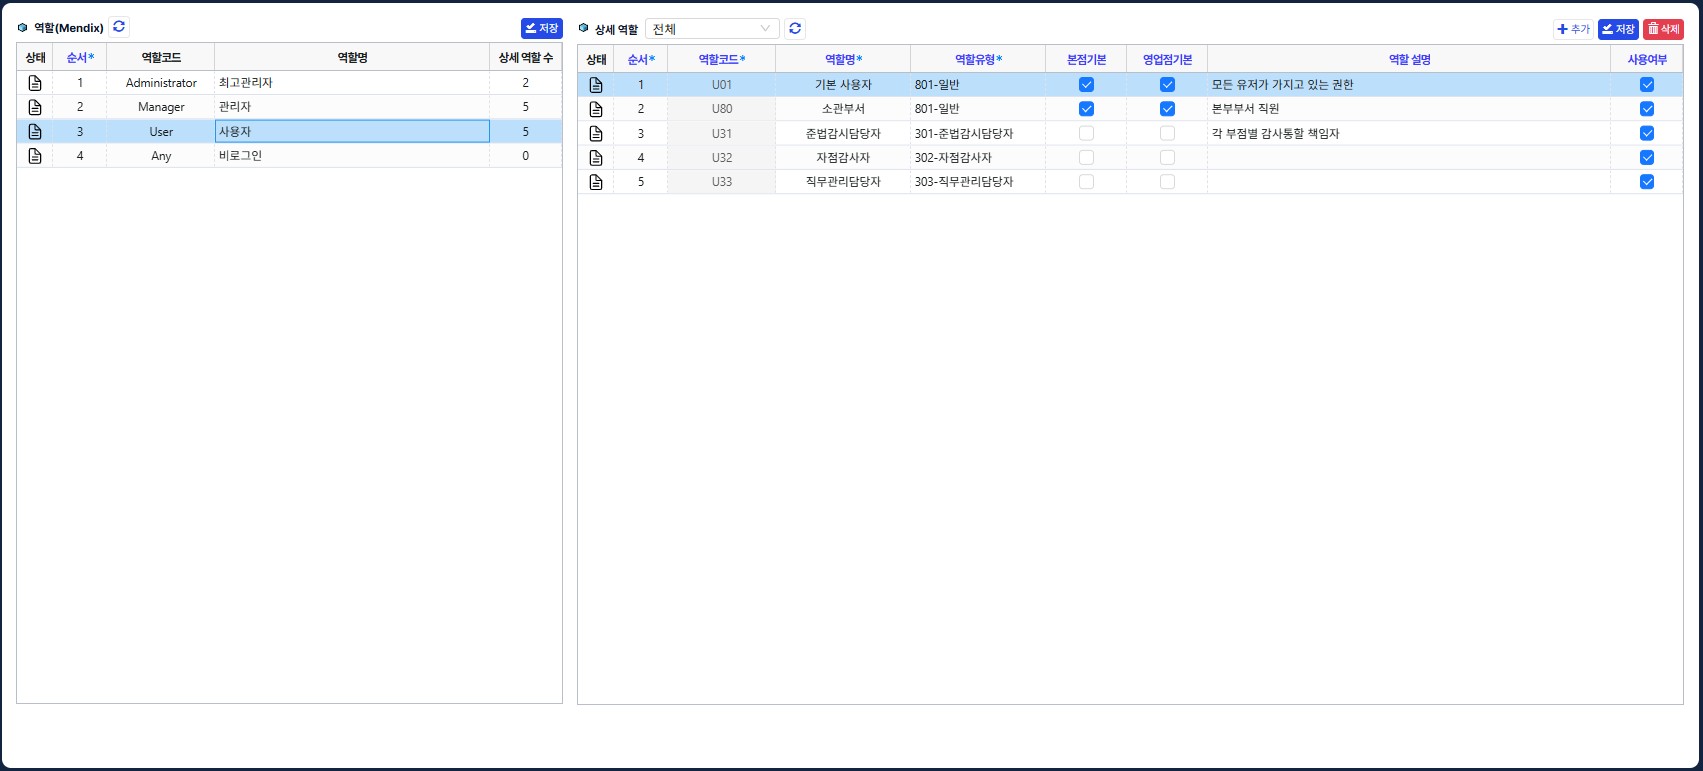 역할(Mendix) 저장
상태 순서* 역할코드 역할명 상세 역할 수
1 Administrator 최고관리자 2
2 Manager 관리자 5
3 User 사용자 5
4 Any 비로그인 0
상세 역할 전체 추가 저장 삭제
상태 순서* 역할코드* 역할명* 역할유형* 본점기본 영업점기본 역할 설명 사용여부
1 U01 기본 사용자 801-일반 모든 유저가 가지고 있는 권한
2 U80 소관부서 801-일반 본부부서 직원
3 U31 준법감시담당자 301-준법감시담당자 각 부점별 감사통할 책임자
4 U32 자점감사자 302-자점감사자
5 U33 직무관리담당자 303-직무관리담당자